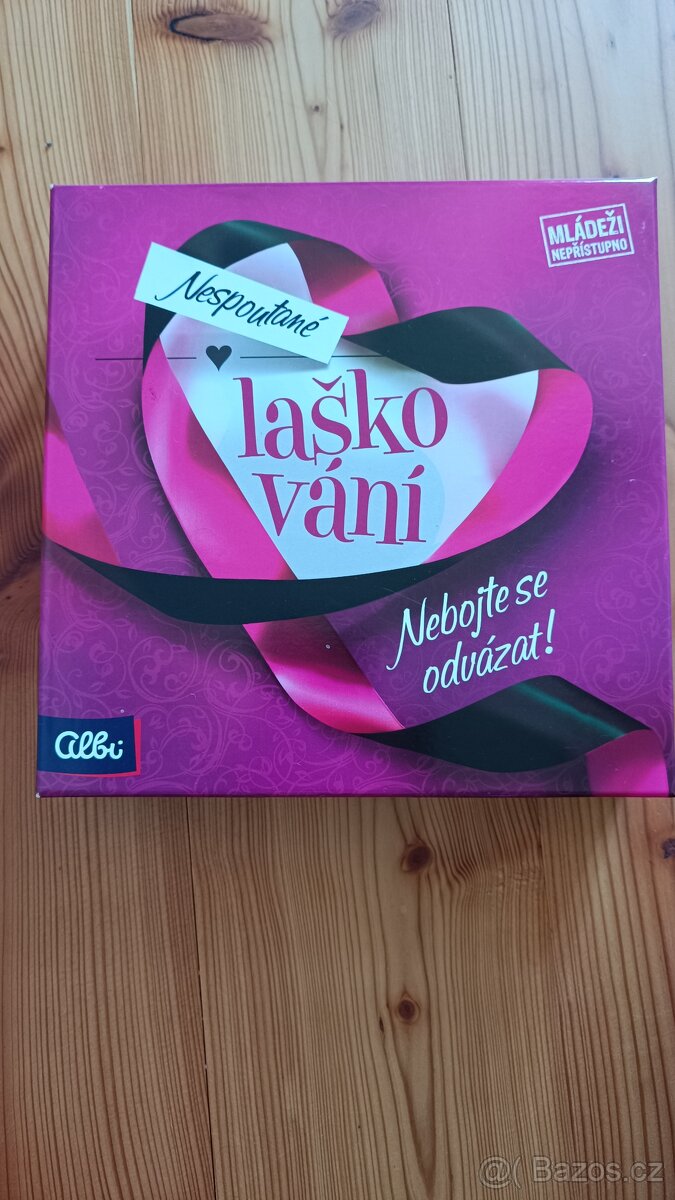 MLÁDEŽI
NEPŘÍSTUPNO
Nespoutané
laško
vání
Nebojte se
odvázat!
albi
@( Bazos.cz